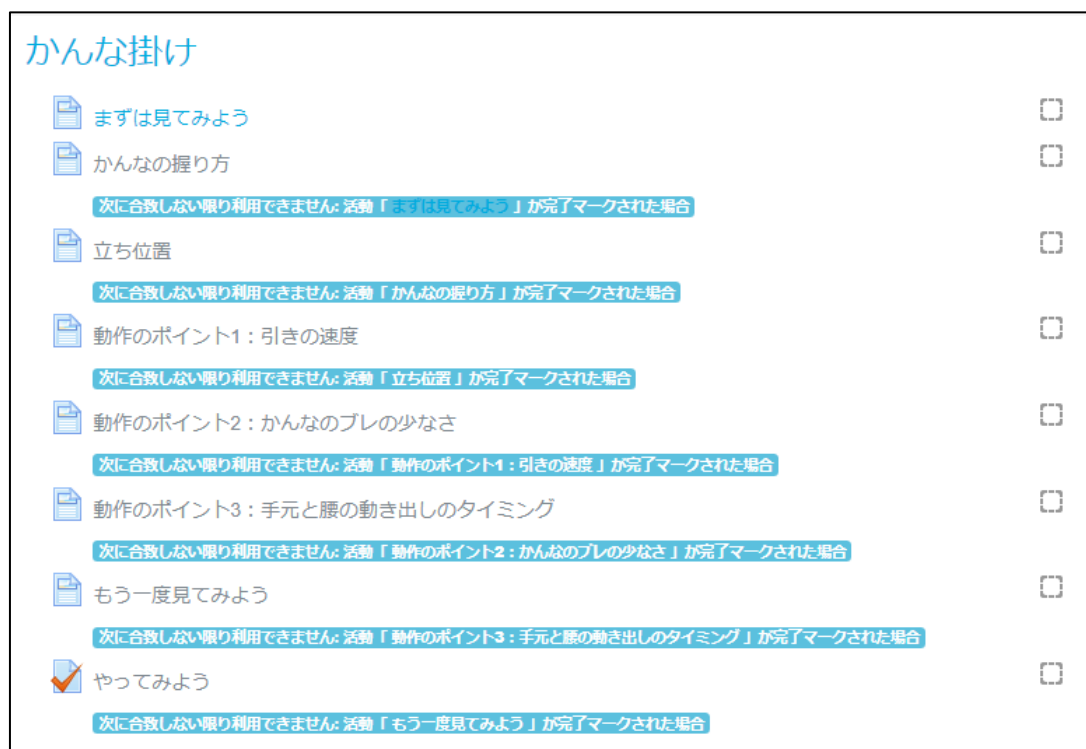 かんな掛け
まずは見てみよう
かんなの握り方
次に合致しない限り利用できません: 活動「 まずは見てみよう 」が完了マークされた場合
立ち位置
次に合致しない限り利用できません: 活動「 かんなの握り方 」が完了マークされた場合
動作のポイント1：引きの速度
次に合致しない限り利用できません: 活動「 立ち位置 」が完了マークされた場合
動作のポイント2：かんなのブレの少なさ
次に合致しない限り利用できません: 活動「 動作のポイント1：引きの速度 」が完了マークされた場合
動作のポイント3：手元と腰の動き出しのタイミング
次に合致しない限り利用できません: 活動「 動作のポイント2：かんなのブレの少なさ 」が完了マークされた場合
もう一度見てみよう
次に合致しない限り利用できません: 活動「 動作のポイント3：手元と腰の動き出しのタイミング 」が完了マークされた場合
やってみよう
次に合致しない限り利用できません: 活動「 もう一度見てみよう 」が完了マークされた場合